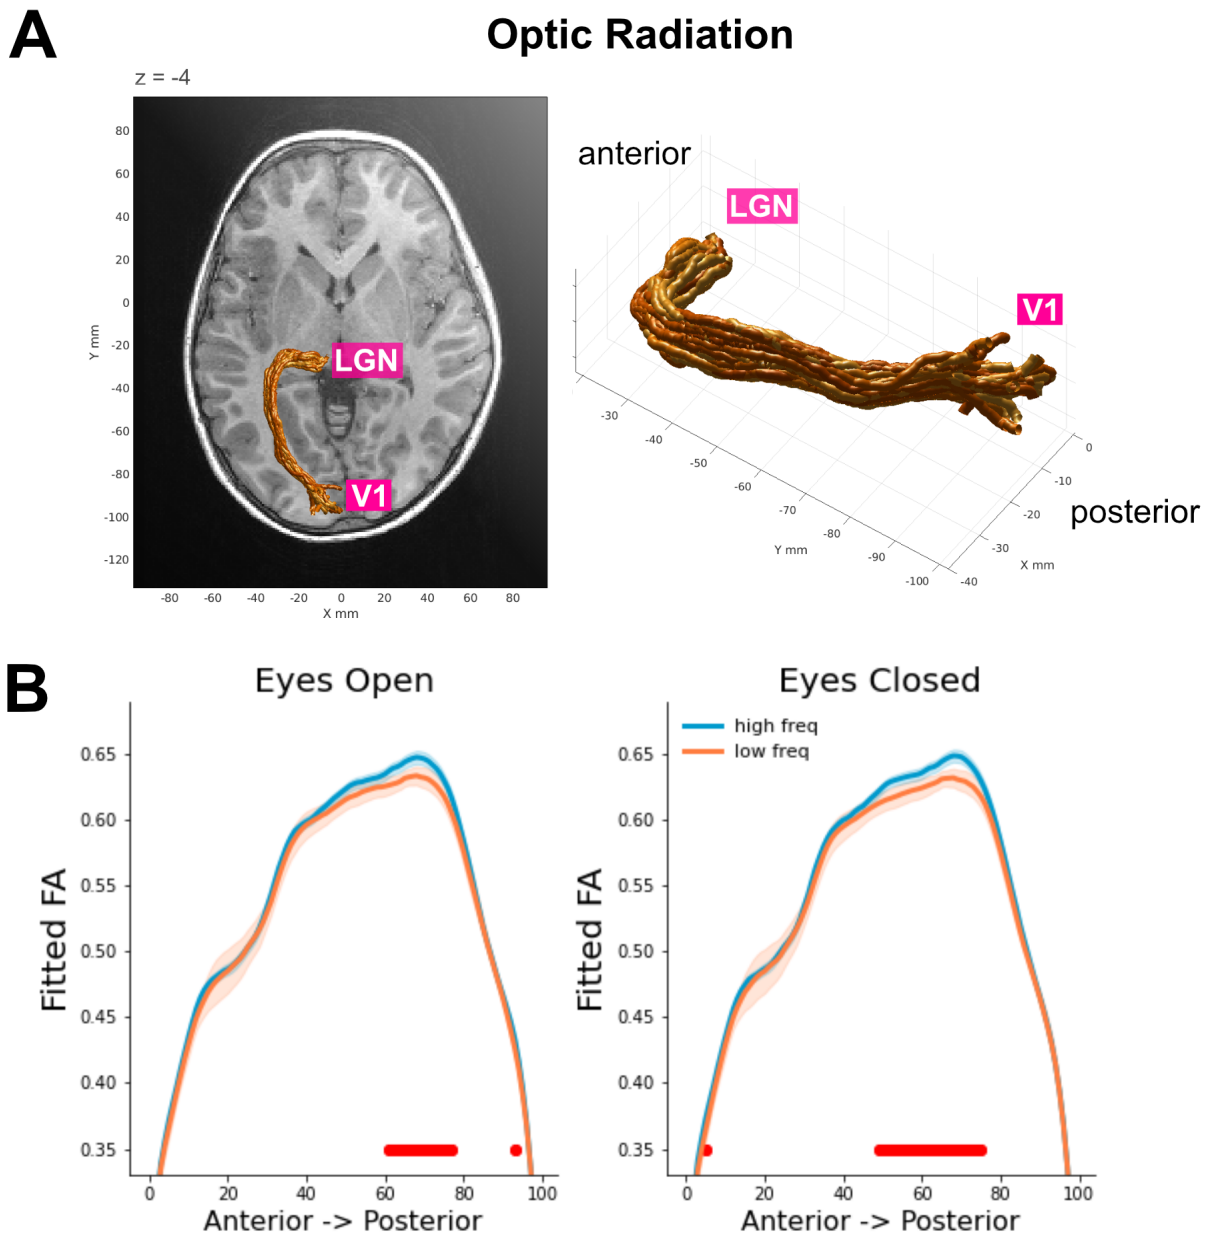 A
Optic Radiation
z = -4
80
60
40
20
0
-20
-40
-60
-80
-100
-120
Y mm
-80 -60 -40 -20 0 20 40 60 80
X mm
LGN
V1
anterior
LGN
V1
posterior
-30
-40
-50
-60
-70
-80
-90
-100
Y mm
0
-10
-20
-30
-40
X mm
B
Eyes Open
0.65
0.60
0.55
0.50
0.45
0.40
0.35
Fitted FA
0 20 40 60 80 100
Anterior -> Posterior
Eyes Closed
high freq
low freq
0.65
0.60
0.55
0.50
0.45
0.40
0.35
Fitted FA
0 20 40 60 80 100
Anterior -> Posterior